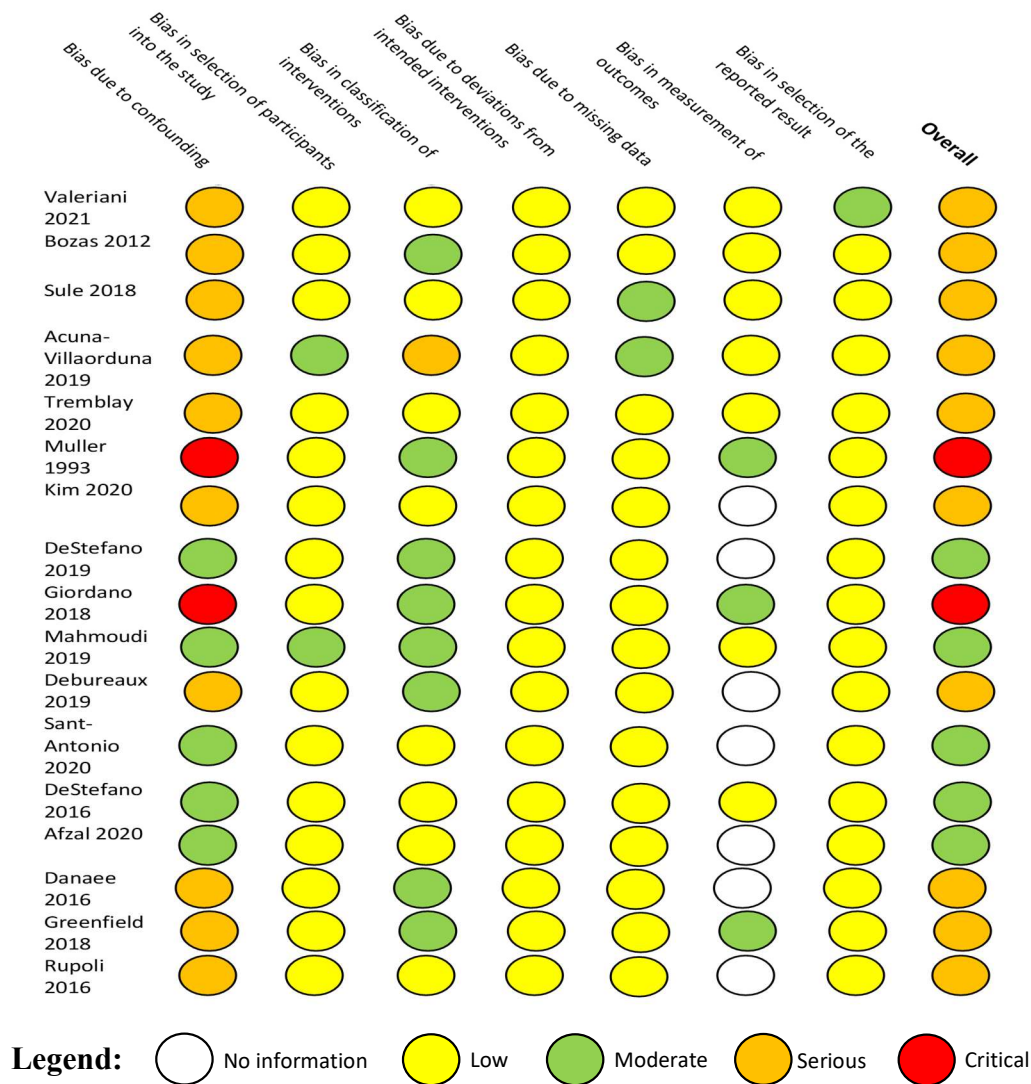 Bias due to confounding
Bias in selection of participants
into the study
Bias in classification of
interventions
Bias due to deviations from
intended interventions
Bias due to missing data
Bias in measurement of
outcomes
Bias in selection of the
reported result
Overall
Valeriani
2021
Bozas 2012
Sule 2018
Acuna-
Villaorduna
2019
Tremblay
2020
Muller
1993
Kim 2020
DeStefano
2019
Giordano
2018
Mahmoudi
2019
Debureaux
2019
Sant-
Antonio
2020
DeStefano
2016
Afzal 2020
Danaee
2016
Greenfield
2018
Rupoli
2016
Legend:
No information
Low
Moderate
Serious
Critical